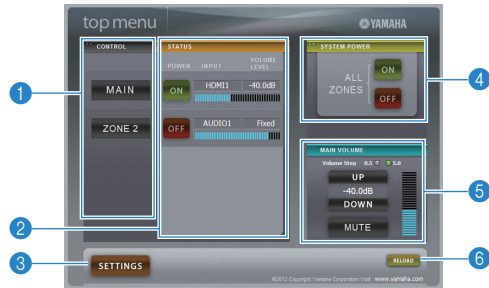 top menu
YAMAHA
CONTROL
MAIN
ZONE 2
STATUS
POWER INPUT VOLUME LEVEL
ON HDMI1 -40.0dB
OFF AUDIO1 Fixed
SYSTEM POWER
ALL ZONES
ON
OFF
MAIN VOLUME
Volume Step 0.5 5.0
UP
-40.0dB
DOWN
MUTE
SETTINGS
RELOAD
©2012 Copyright Yamaha Corporation Visit www.yamaha.com
1
2
3
4
5
6